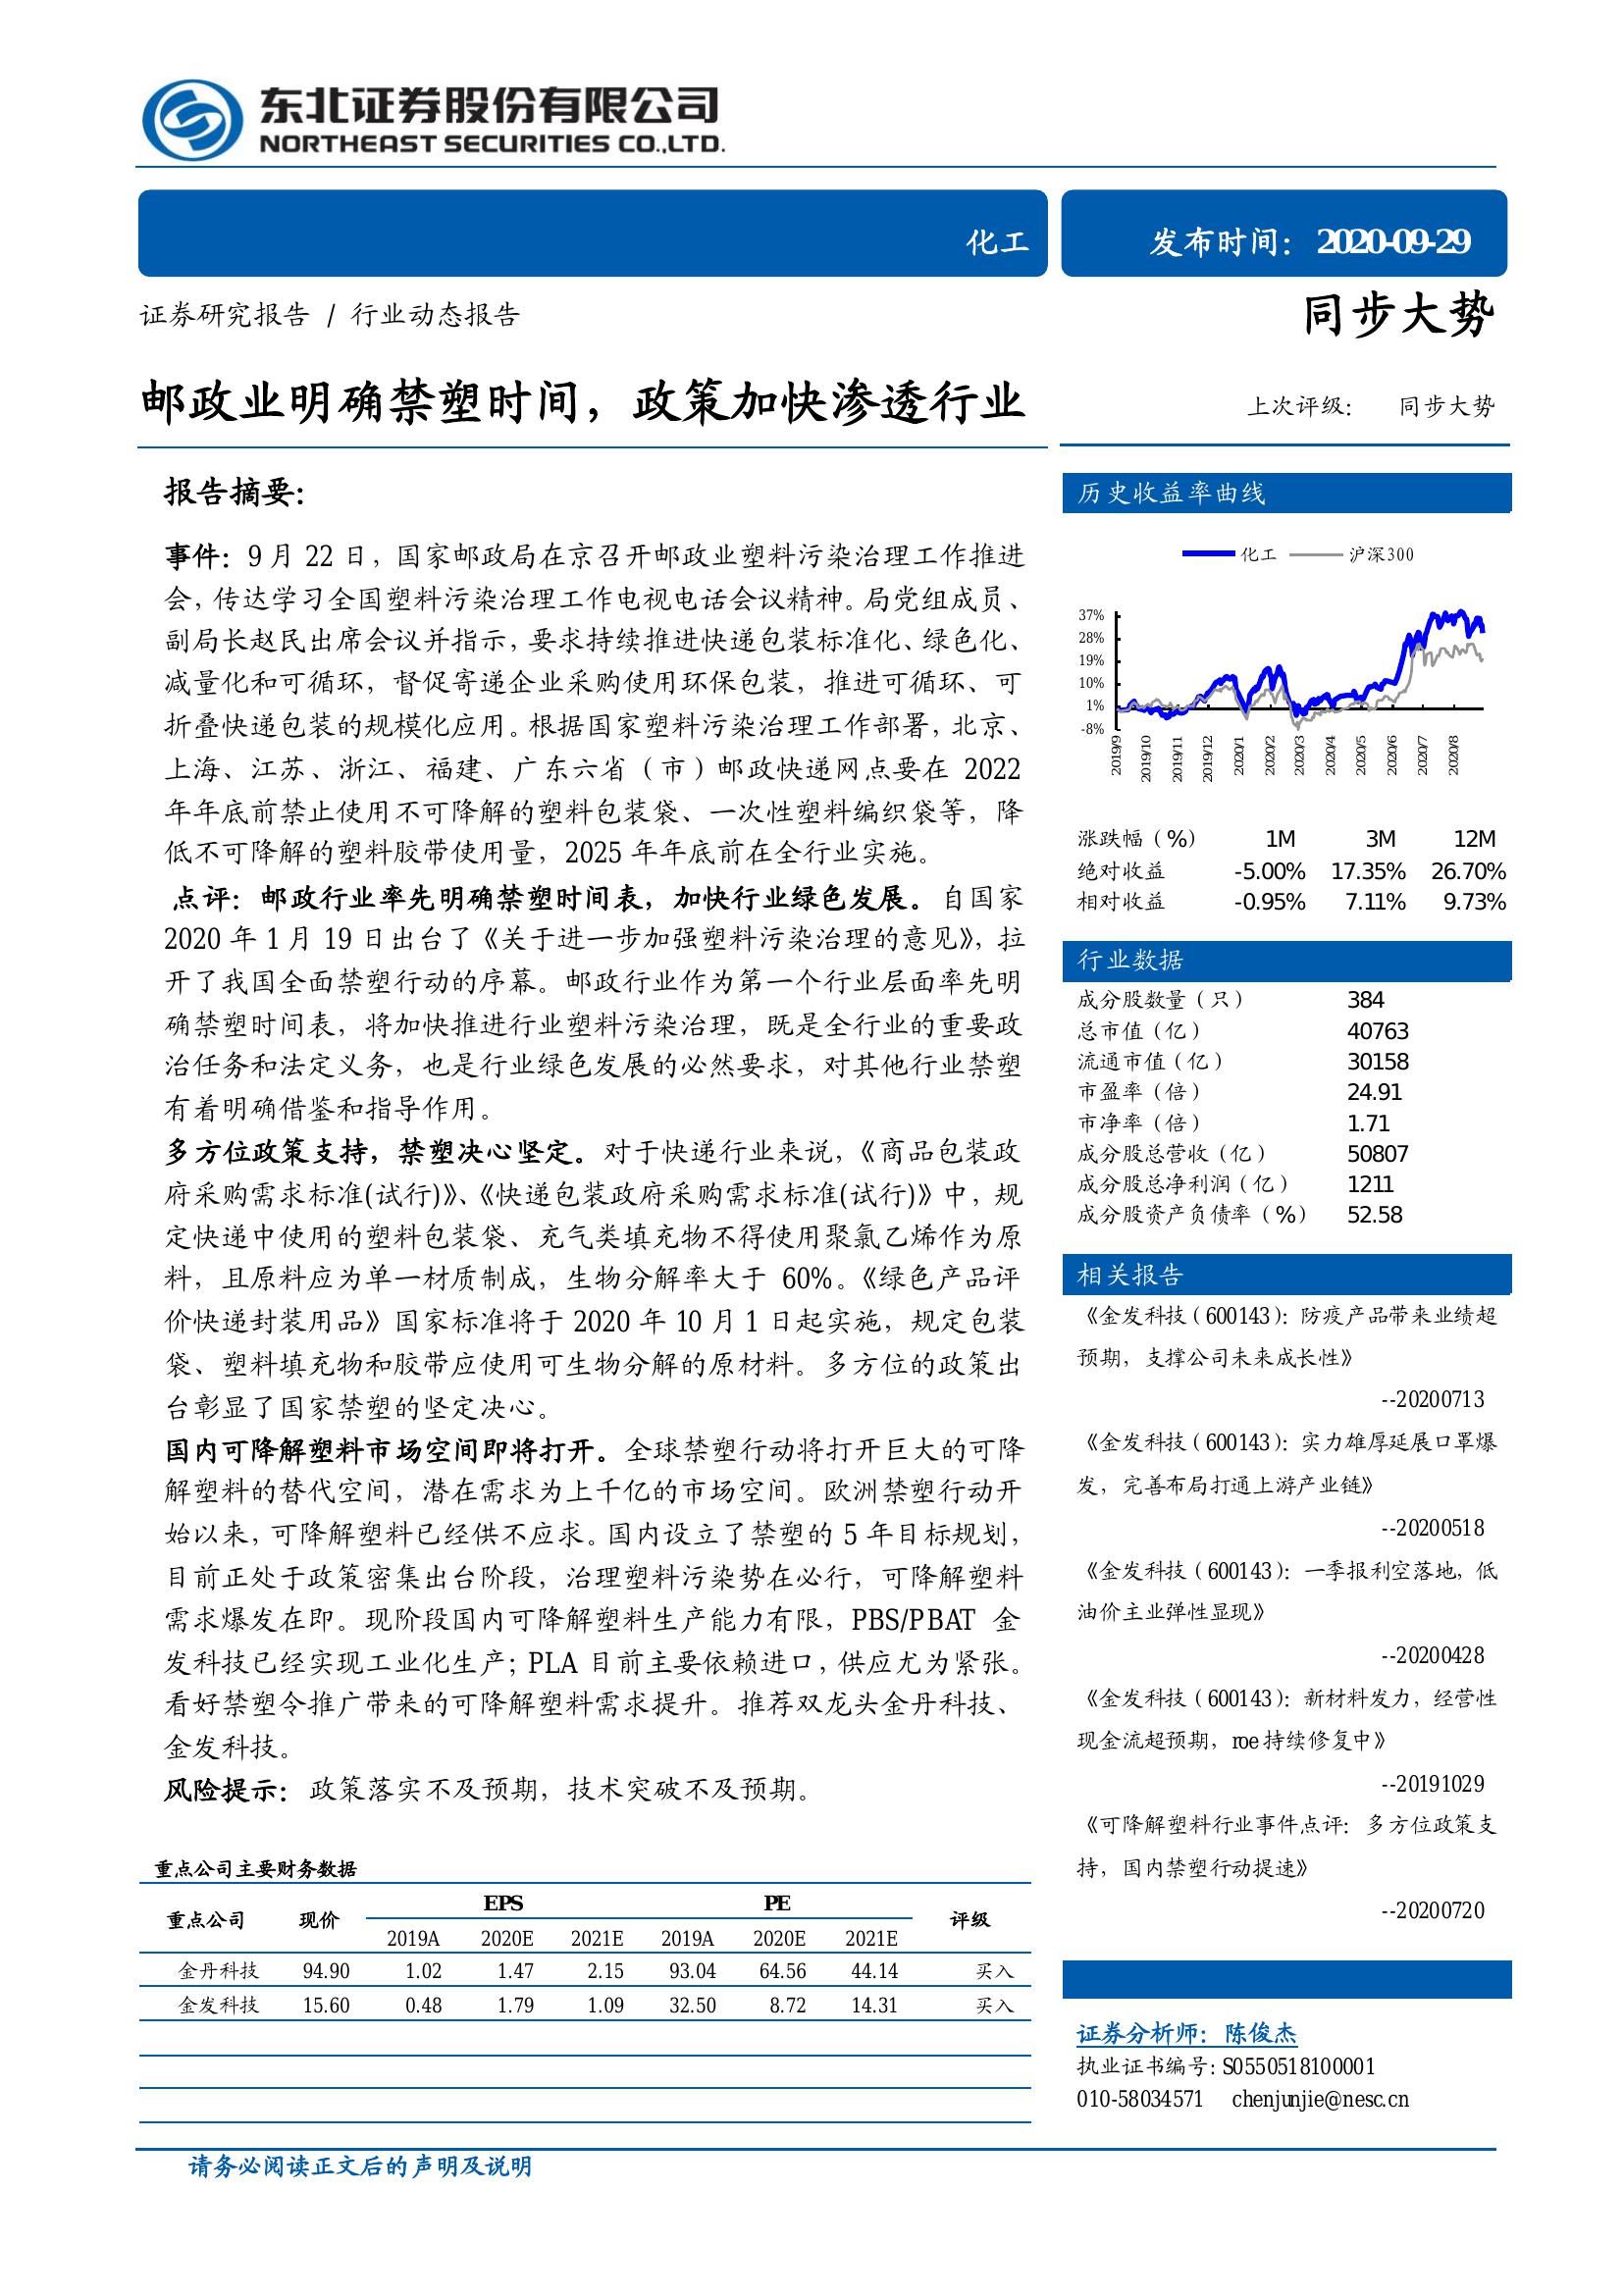 东北证券股份有限公司
NORTHEAST SECURITIES CO.,LTD.
化工
发布时间：2020-09-29
证券研究报告 / 行业动态报告
同步大势
邮政业明确禁塑时间，政策加快渗透行业
上次评级： 同步大势
报告摘要：
事件：9 月 22 日，国家邮政局在京召开邮政业塑料污染治理工作推进
会，传达学习全国塑料污染治理工作电视电话会议精神。局党组成员、
副局长赵民出席会议并指示，要求持续推进快递包装标准化、绿色化、
减量化和可循环，督促寄递企业采购使用环保包装，推进可循环、可
折叠快递包装的规模化应用。根据国家塑料污染治理工作部署，北京、
上海、江苏、浙江、福建、广东六省（市）邮政快递网点要在 2022
年年底前禁止使用不可降解的塑料包装袋、一次性塑料编织袋等，降
低不可降解的塑料胶带使用量，2025 年年底前在全行业实施。
点评：邮政行业率先明确禁塑时间表，加快行业绿色发展。自国家
2020 年 1 月 19 日出台了《关于进一步加强塑料污染治理的意见》，拉
开了我国全面禁塑行动的序幕。邮政行业作为第一个行业层面率先明
确禁塑时间表，将加快推进行业塑料污染治理，既是全行业的重要政
治任务和法定义务，也是行业绿色发展的必然要求，对其他行业禁塑
有着明确借鉴和指导作用。
多方位政策支持，禁塑决心坚定。对于快递行业来说，《商品包装政
府采购需求标准(试行)》、《快递包装政府采购需求标准(试行)》中，规
定快递中使用的塑料包装袋、充气类填充物不得使用聚氯乙烯作为原
料，且原料应为单一材质制成，生物分解率大于 60%。《绿色产品评
价快递封装用品》国家标准将于 2020 年 10 月 1 日起实施，规定包装
袋、塑料填充物和胶带应使用可生物分解的原材料。多方位的政策出
台彰显了国家禁塑的坚定决心。
国内可降解塑料市场空间即将打开。全球禁塑行动将打开巨大的可降
解塑料的替代空间，潜在需求为上千亿的市场空间。欧洲禁塑行动开
始以来，可降解塑料已经供不应求。国内设立了禁塑的 5 年目标规划，
目前正处于政策密集出台阶段，治理塑料污染势在必行，可降解塑料
需求爆发在即。现阶段国内可降解塑料生产能力有限，PBS/PBAT 金
发科技已经实现工业化生产；PLA 目前主要依赖进口，供应尤为紧张。
看好禁塑令推广带来的可降解塑料需求提升。推荐双龙头金丹科技、
金发科技。
风险提示：政策落实不及预期，技术突破不及预期。
重点公司主要财务数据
重点公司 现价 EPS PE 评级
2019A 2020E 2021E 2019A 2020E 2021E
金丹科技 94.90 1.02 1.47 2.15 93.04 64.56 44.14 买入
金发科技 15.60 0.48 1.79 1.09 32.50 8.72 14.31 买入
历史收益率曲线
化工 沪深300
37%
28%
19%
10%
1%
-8%
2019/9 2019/10 2019/11 2019/12 2020/1 2020/2 2020/3 2020/4 2020/5 2020/6 2020/7 2020/8
涨跌幅（%） 1M 3M 12M
绝对收益 -5.00% 17.35% 26.70%
相对收益 -0.95% 7.11% 9.73%
行业数据
成分股数量（只） 384
总市值（亿） 40763
流通市值（亿） 30158
市盈率（倍） 24.91
市净率（倍） 1.71
成分股总营收（亿） 50807
成分股总净利润（亿） 1211
成分股资产负债率（%） 52.58
相关报告
《金发科技（600143）：防疫产品带来业绩超
预期，支撑公司未来成长性》
--20200713
《金发科技（600143）：实力雄厚延展口罩爆
发，完善布局打通上游产业链》
--20200518
《金发科技（600143）：一季报利空落地，低
油价主业弹性显现》
--20200428
《金发科技（600143）：新材料发力，经营性
现金流超预期，roe 持续修复中》
--20191029
《可降解塑料行业事件点评：多方位政策支
持，国内禁塑行动提速》
--20200720
证券分析师：陈俊杰
执业证书编号：S0550518100001
010-58034571 chenjunjie@nesc.cn
请务必阅读正文后的声明及说明